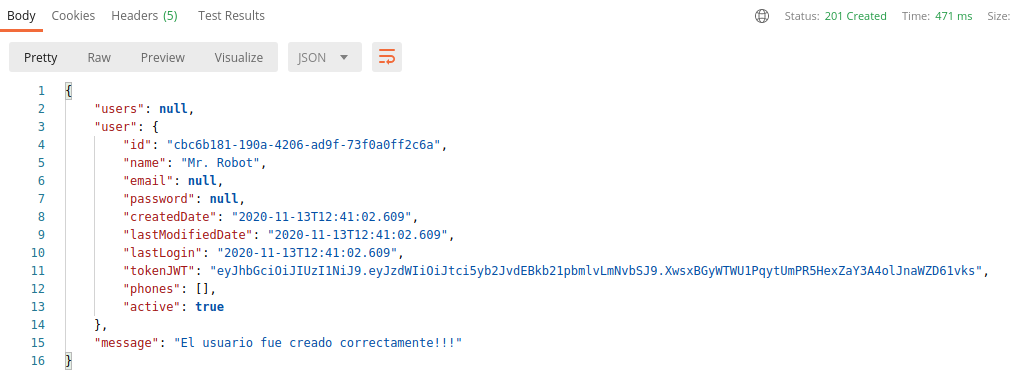 Body Cookies Headers (5) Test Results Status: 201 Created Time: 471 ms Size:
Pretty Raw Preview Visualize JSON
1 {
2 "users": null,
3 "user": {
4 "id": "cbc6b181-190a-4206-ad9f-73f0a0ff2c6a",
5 "name": "Mr. Robot",
6 "email": null,
7 "password": null,
8 "createdDate": "2020-11-13T12:41:02.609",
9 "lastModifiedDate": "2020-11-13T12:41:02.609",
10 "lastLogin": "2020-11-13T12:41:02.609",
11 "tokenJWT": "eyJhbGciOiJIUzI1NiJ9.eyJzdWIiOiJtci5yb2JvdEBkb21pbmlvLmNvbSJ9.XwsxBGyWTWU1PqytUmPR5HexZaY3A4olJnaWZD61vks",
12 "phones": [],
13 "active": true
14 },
15 "message": "El usuario fue creado correctamente!!!"
16 }